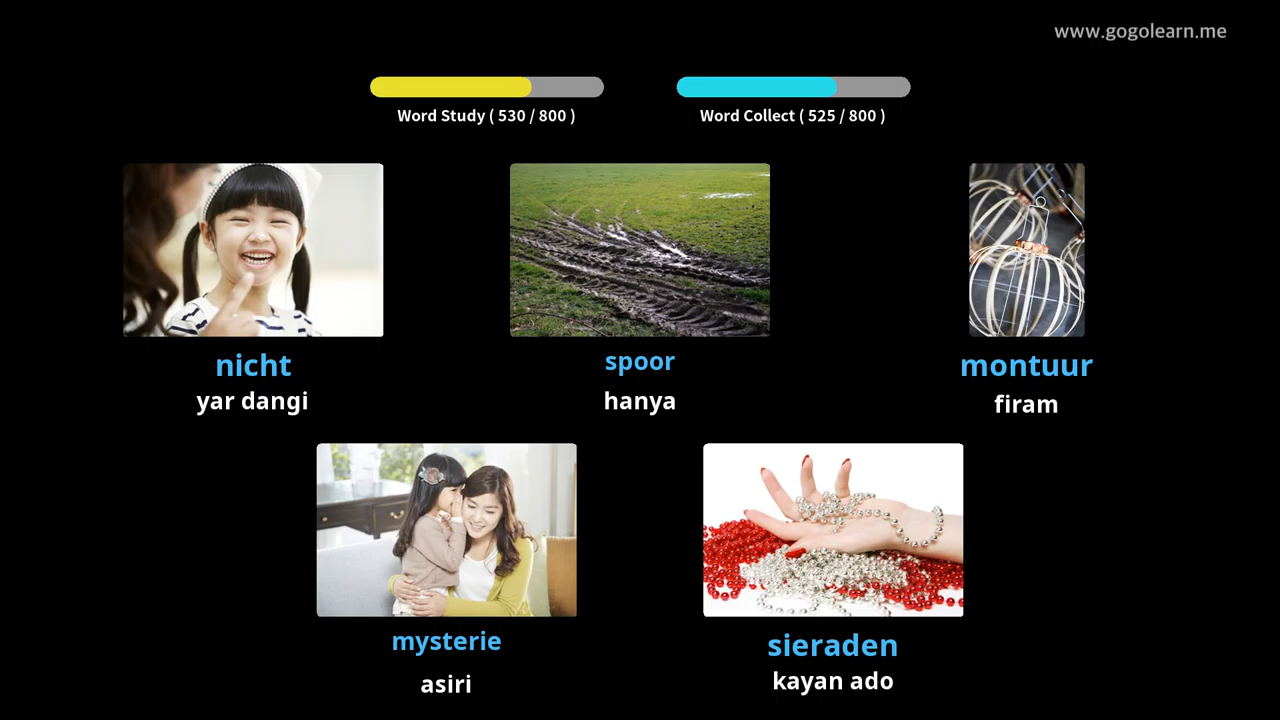 www.gogolearn.me
Word Study ( 530 / 800 )
Word Collect ( 525 / 800 )
nicht
yar dangi
spoor
hanya
montuur
firam
mysterie
asiri
sieraden
kayan ado